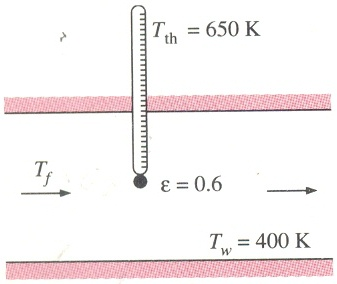 T_th = 650 K
T_f
ε = 0.6
T_w = 400 K